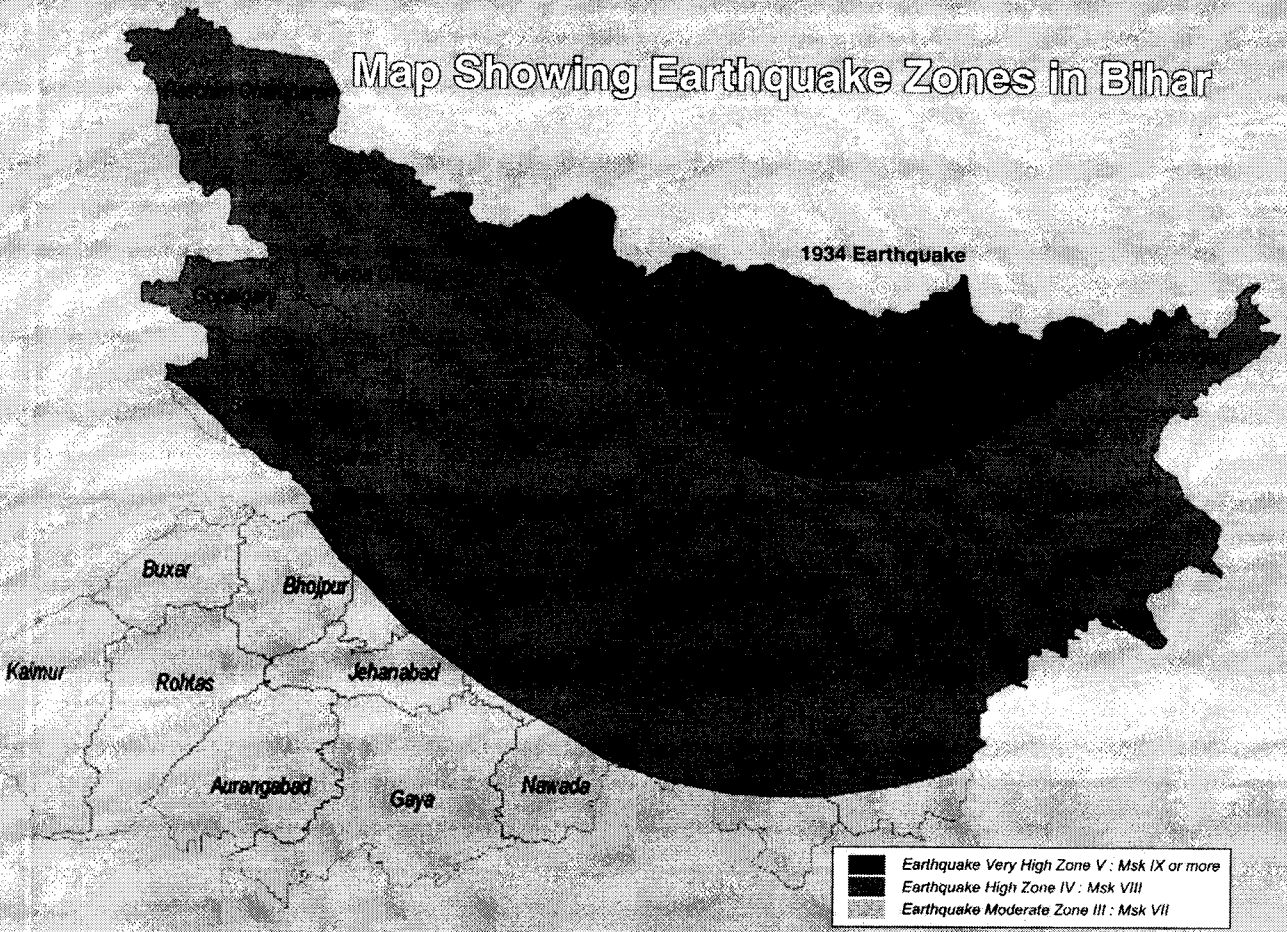 Map Showing Earthquake Zones in Bihar
1934 Earthquake
Gopalganj
Buxar
Bhojpur
Kaimur
Rohtas
Jehanabad
Aurangabad
Gaya
Nawada
Earthquake Very High Zone V : Msk IX or more
Earthquake High Zone IV : Msk VIII
Earthquake Moderate Zone III : Msk VII